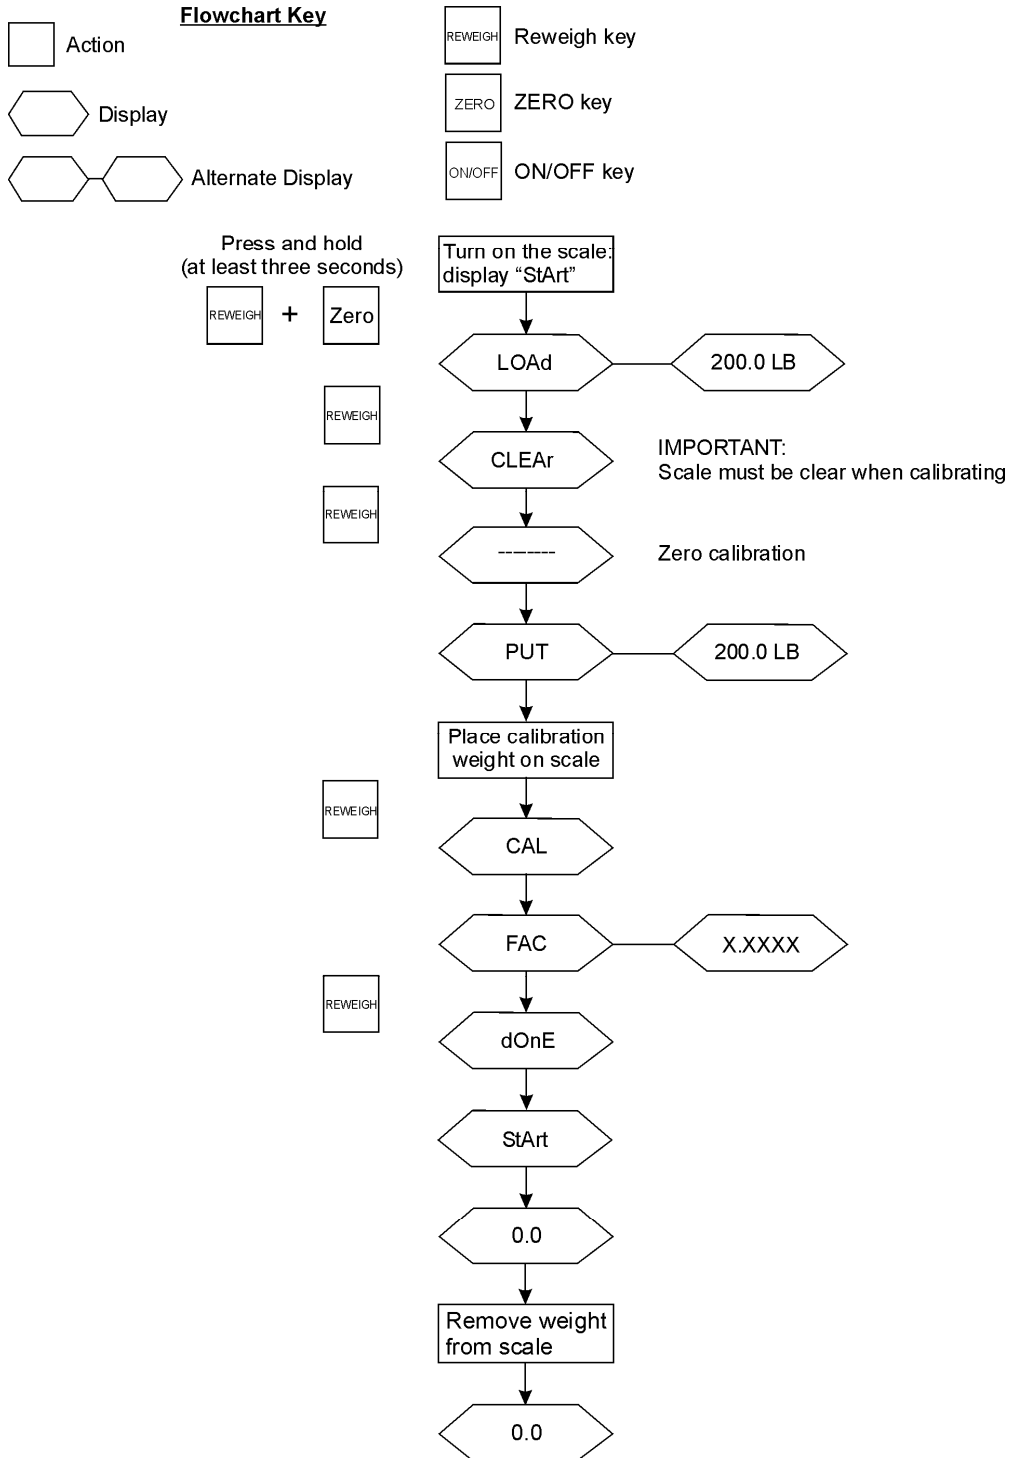 Flowchart Key
Action
Display
Alternate Display
REWEIGH
Reweigh key
ZERO
ZERO key
ON/OFF
ON/OFF key
Press and hold
(at least three seconds)
REWEIGH
+
Zero
Turn on the scale:
display “StArt”
LOAd
200.0 LB
REWEIGH
CLEAr
IMPORTANT:
Scale must be clear when calibrating
REWEIGH
--------
Zero calibration
PUT
200.0 LB
Place calibration
weight on scale
REWEIGH
CAL
FAC
X.XXXX
REWEIGH
dOnE
StArt
0.0
Remove weight
from scale
0.0